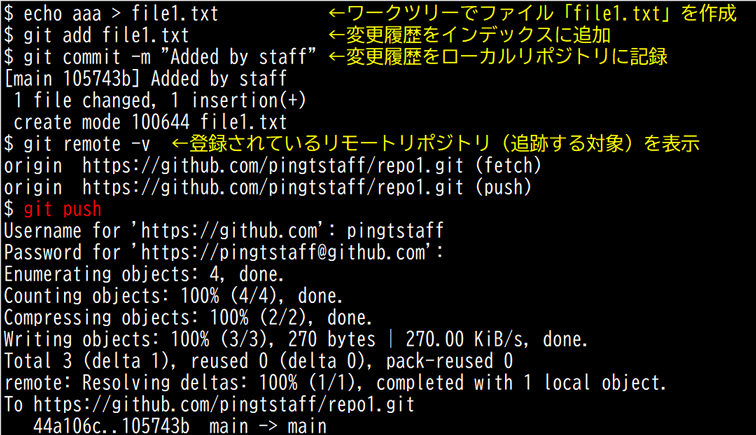 $ echo aaa > file1.txt ←ワークツリーでファイル「file1.txt」を作成
$ git add file1.txt ←変更履歴をインデックスに追加
$ git commit -m "Added by staff" ←変更履歴をローカルリポジトリに記録
[main 105743b] Added by staff
1 file changed, 1 insertion(+)
create mode 100644 file1.txt
$ git remote -v ←登録されているリモートリポジトリ（追跡する対象）を表示
origin https://github.com/pingtstaff/repo1.git (fetch)
origin https://github.com/pingtstaff/repo1.git (push)
$ git push
Username for 'https://github.com': pingtstaff
Password for 'https://pingtstaff@github.com':
Enumerating objects: 4, done.
Counting objects: 100% (4/4), done.
Compressing objects: 100% (2/2), done.
Writing objects: 100% (3/3), 270 bytes | 270.00 KiB/s, done.
Total 3 (delta 1), reused 0 (delta 0), pack-reused 0
remote: Resolving deltas: 100% (1/1), completed with 1 local object.
To https://github.com/pingtstaff/repo1.git
44a106c..105743b main -> main